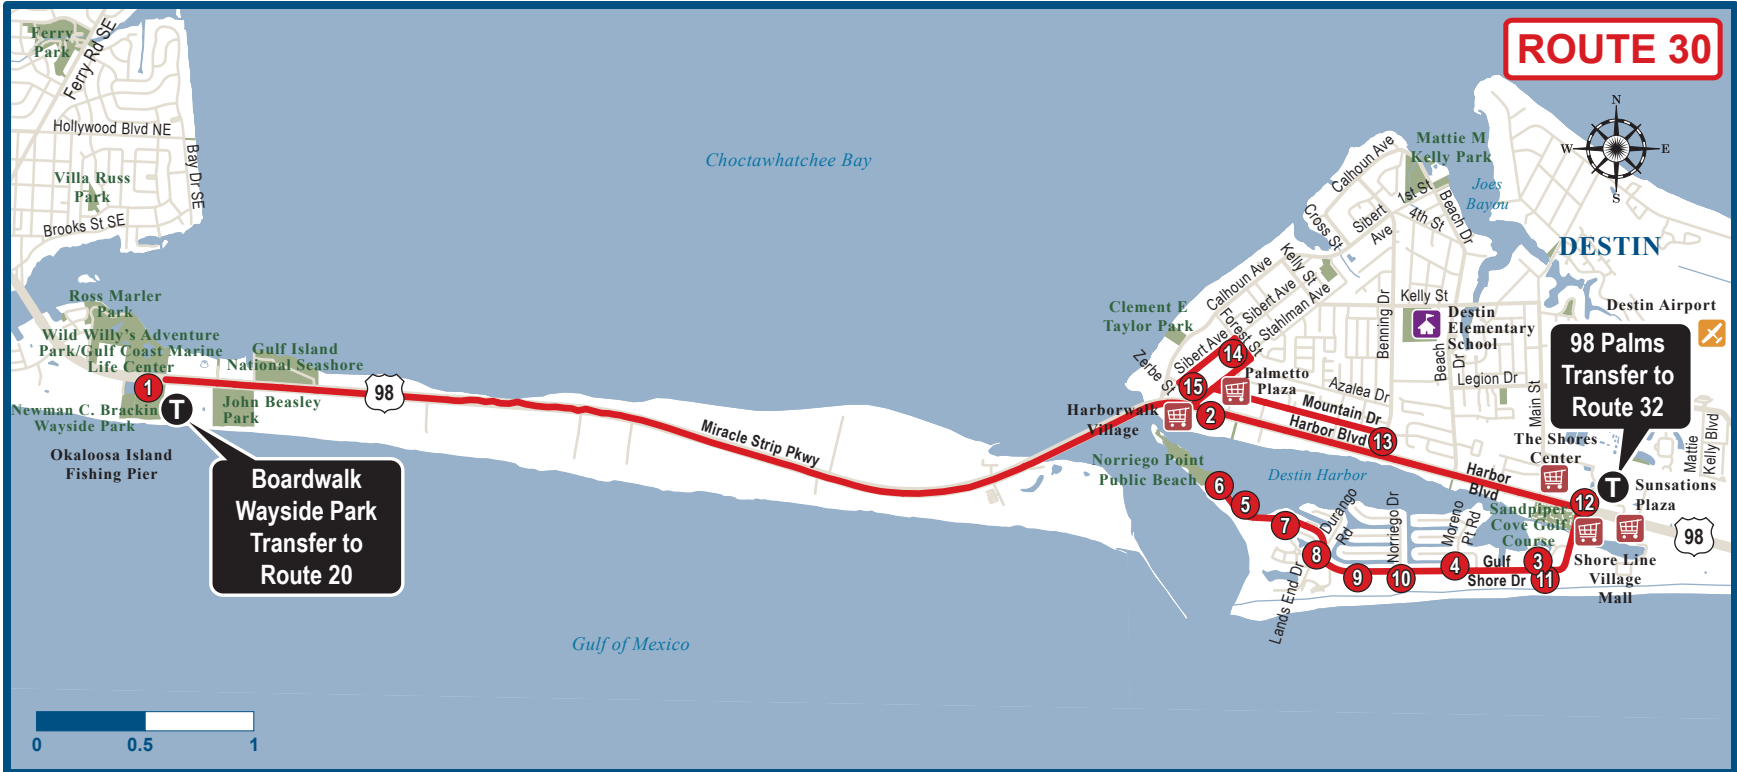 ROUTE 30
Ferry
Park
Ferry Rd SE
Hollywood Blvd NE
Bay Dr SE
Villa Russ
Park
Brooks St SE
Choctawhatchee Bay
Ross Marler
Park
Wild Willy's Adventure
Park/Gulf Coast Marine
Life Center
Gulf Island
National Seashore
1
T
98
Newman C. Brackin
Wayside Park
John Beasley
Park
Okaloosa Island
Fishing Pier
Boardwalk
Wayside Park
Transfer to
Route 20
Miracle Strip Pkwy
Gulf of Mexico
0
0.5
1
N
W
E
S
Mattie M
Kelly Park
Joes
Bayou
DESTIN
Calhoun Ave
1st St
Beach Dr
4th St
Sibert
Ave
Cross St
Kelly St
Calhoun Ave
Sibert Ave
Stahlman Ave
Forest St
Sibert Ave
Zerbe St
Clement E
Taylor Park
Kelly St
Benning Dr
Destin
Elementary
School
Beach
Dr
Legion Dr
Azalea Dr
Main St
Destin Airport
98 Palms
Transfer to
Route 32
14
15
Palmetto
Plaza
Harborwalk
Village
2
Mountain Dr
Harbor Blvd
13
The Shores
Center
Mattie
Kelly Blvd
Norriego Point
Public Beach
Destin Harbor
Harbor
Blvd
T
Sunsations
Plaza
12
98
6
5
7
8
9
10
4
3
11
Durango
Rd
Norriego Dr
Moreno
Pt Rd
Sandpiper
Cove Golf
Course
Gulf
Shore Dr
Lands End Dr
Shore Line
Village
Mall